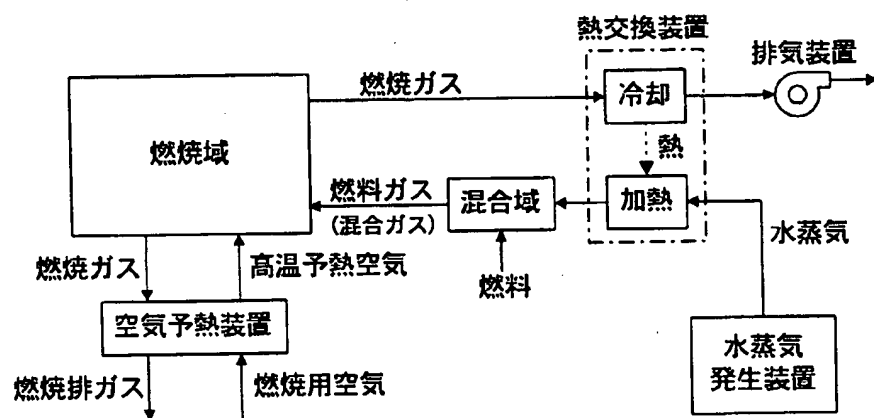 熱交換装置
排気装置
燃焼ガス
冷却
熱
燃焼域
燃料ガス
(混合ガス)
混合域
加熱
水蒸気
燃料
燃焼ガス
高温予熱空気
空気予熱装置
水蒸気
発生装置
燃焼排ガス
燃焼用空気